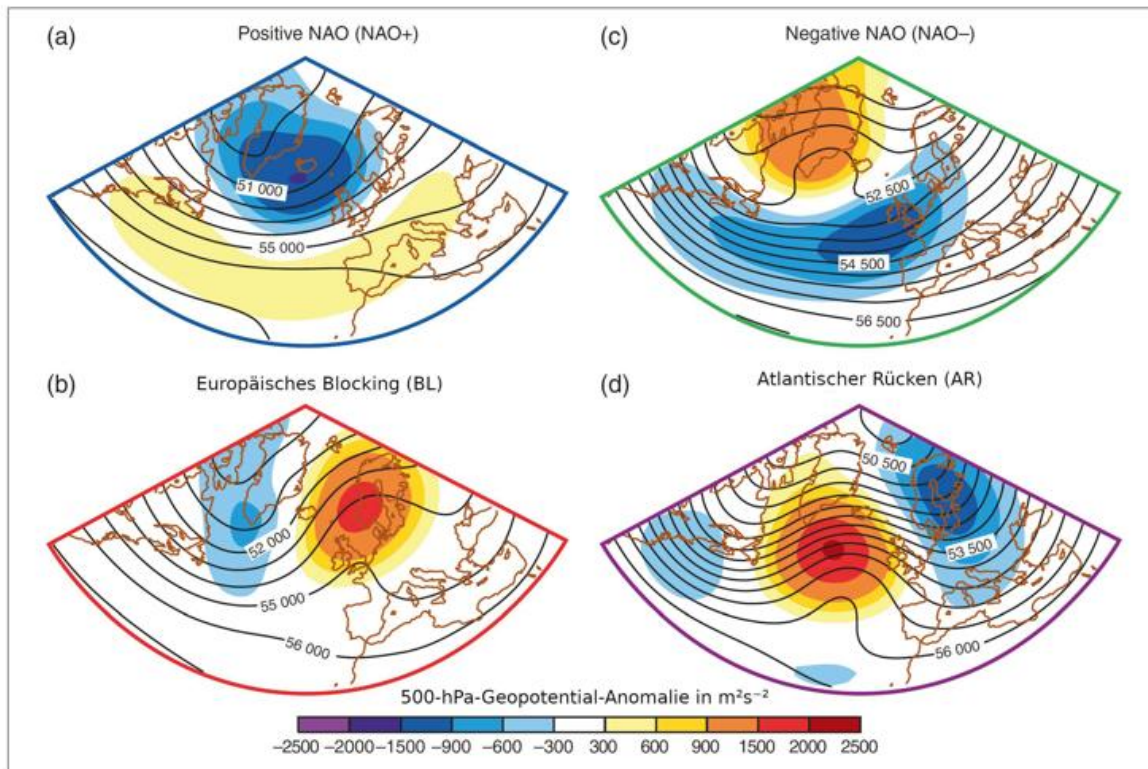 (a)
Positive NAO (NAO+)
51 000
55 000
(c)
Negative NAO (NAO–)
52 500
54 500
56 500
(b)
Europäisches Blocking (BL)
52 000
55 000
56 000
(d)
Atlantischer Rücken (AR)
50 500
53 500
56 000
500-hPa-Geopotential-Anomalie in m²s⁻²
–2500 –2000 –1500 –900 –600 –300 300 600 900 1500 2000 2500